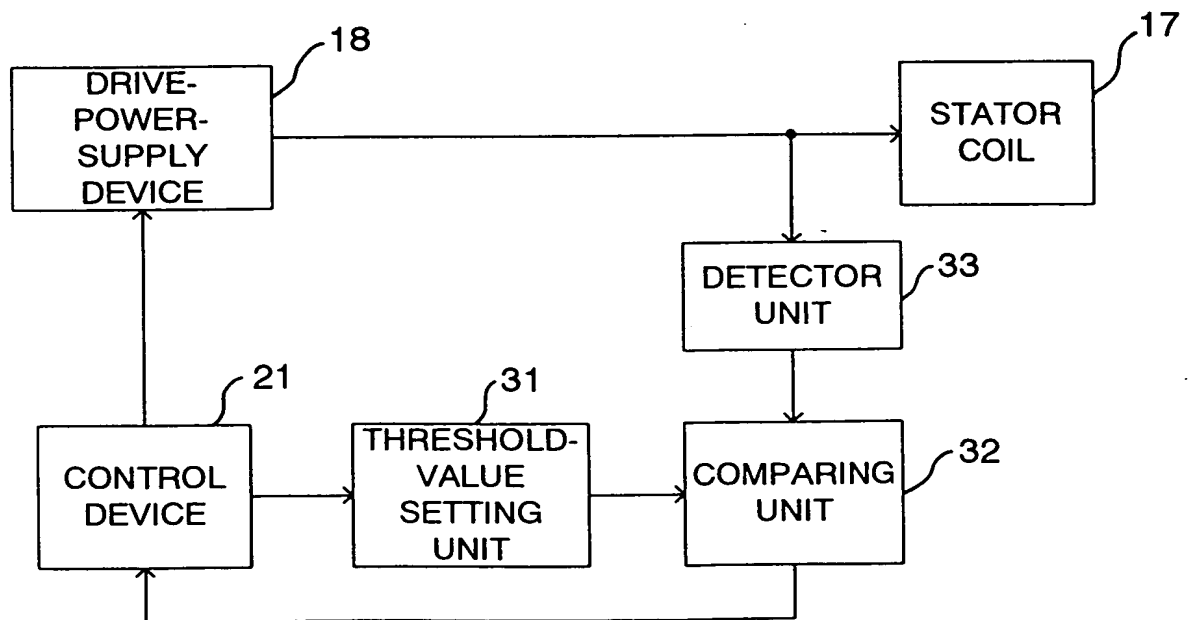 18
DRIVE-
POWER-
SUPPLY
DEVICE
17
STATOR
COIL
DETECTOR
UNIT
33
21
CONTROL
DEVICE
31
THRESHOLD-
VALUE
SETTING
UNIT
COMPARING
UNIT
32